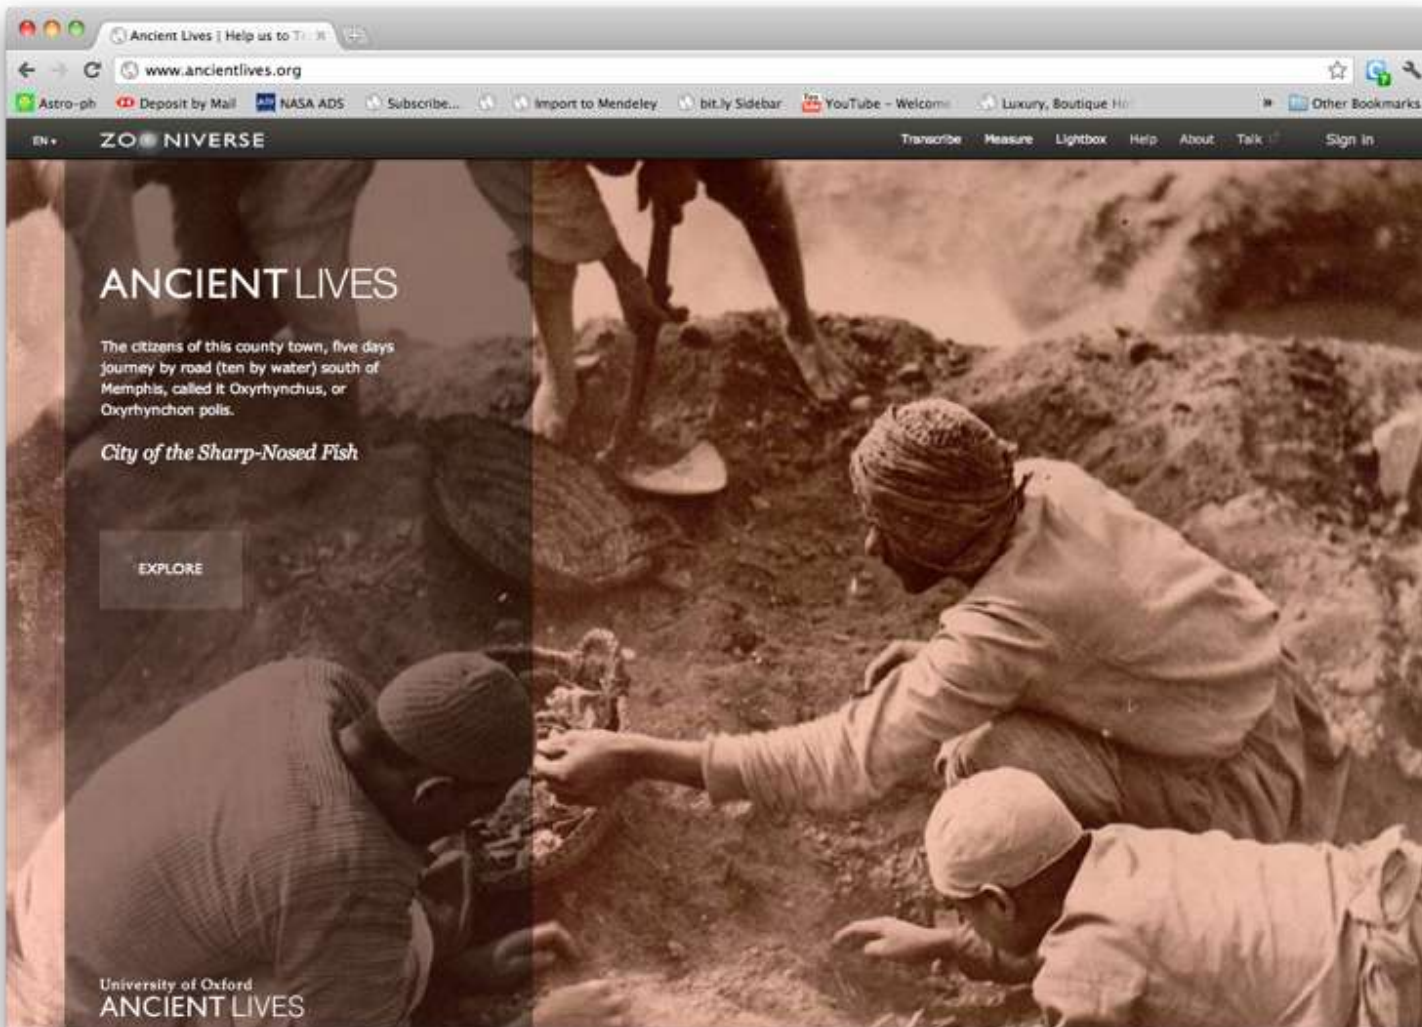 Ancient Lives | Help us to
www.ancientlives.org
Astro-ph Deposit by Mail NASA ADS Subscribe... Import to Mendeley bit.ly Sidebar YouTube – Welcome Luxury, Boutique » Other Bookmarks
EN ZOONIVERSE Transcribe Measure Lightbox Help About Talk Sign in
ANCIENT LIVES
The citizens of this county town, five days
journey by road (ten by water) south of
Memphis, called it Oxyrhynchus, or
Oxyrhynchon polis.
City of the Sharp-Nosed Fish
EXPLORE
University of Oxford
ANCIENT LIVES